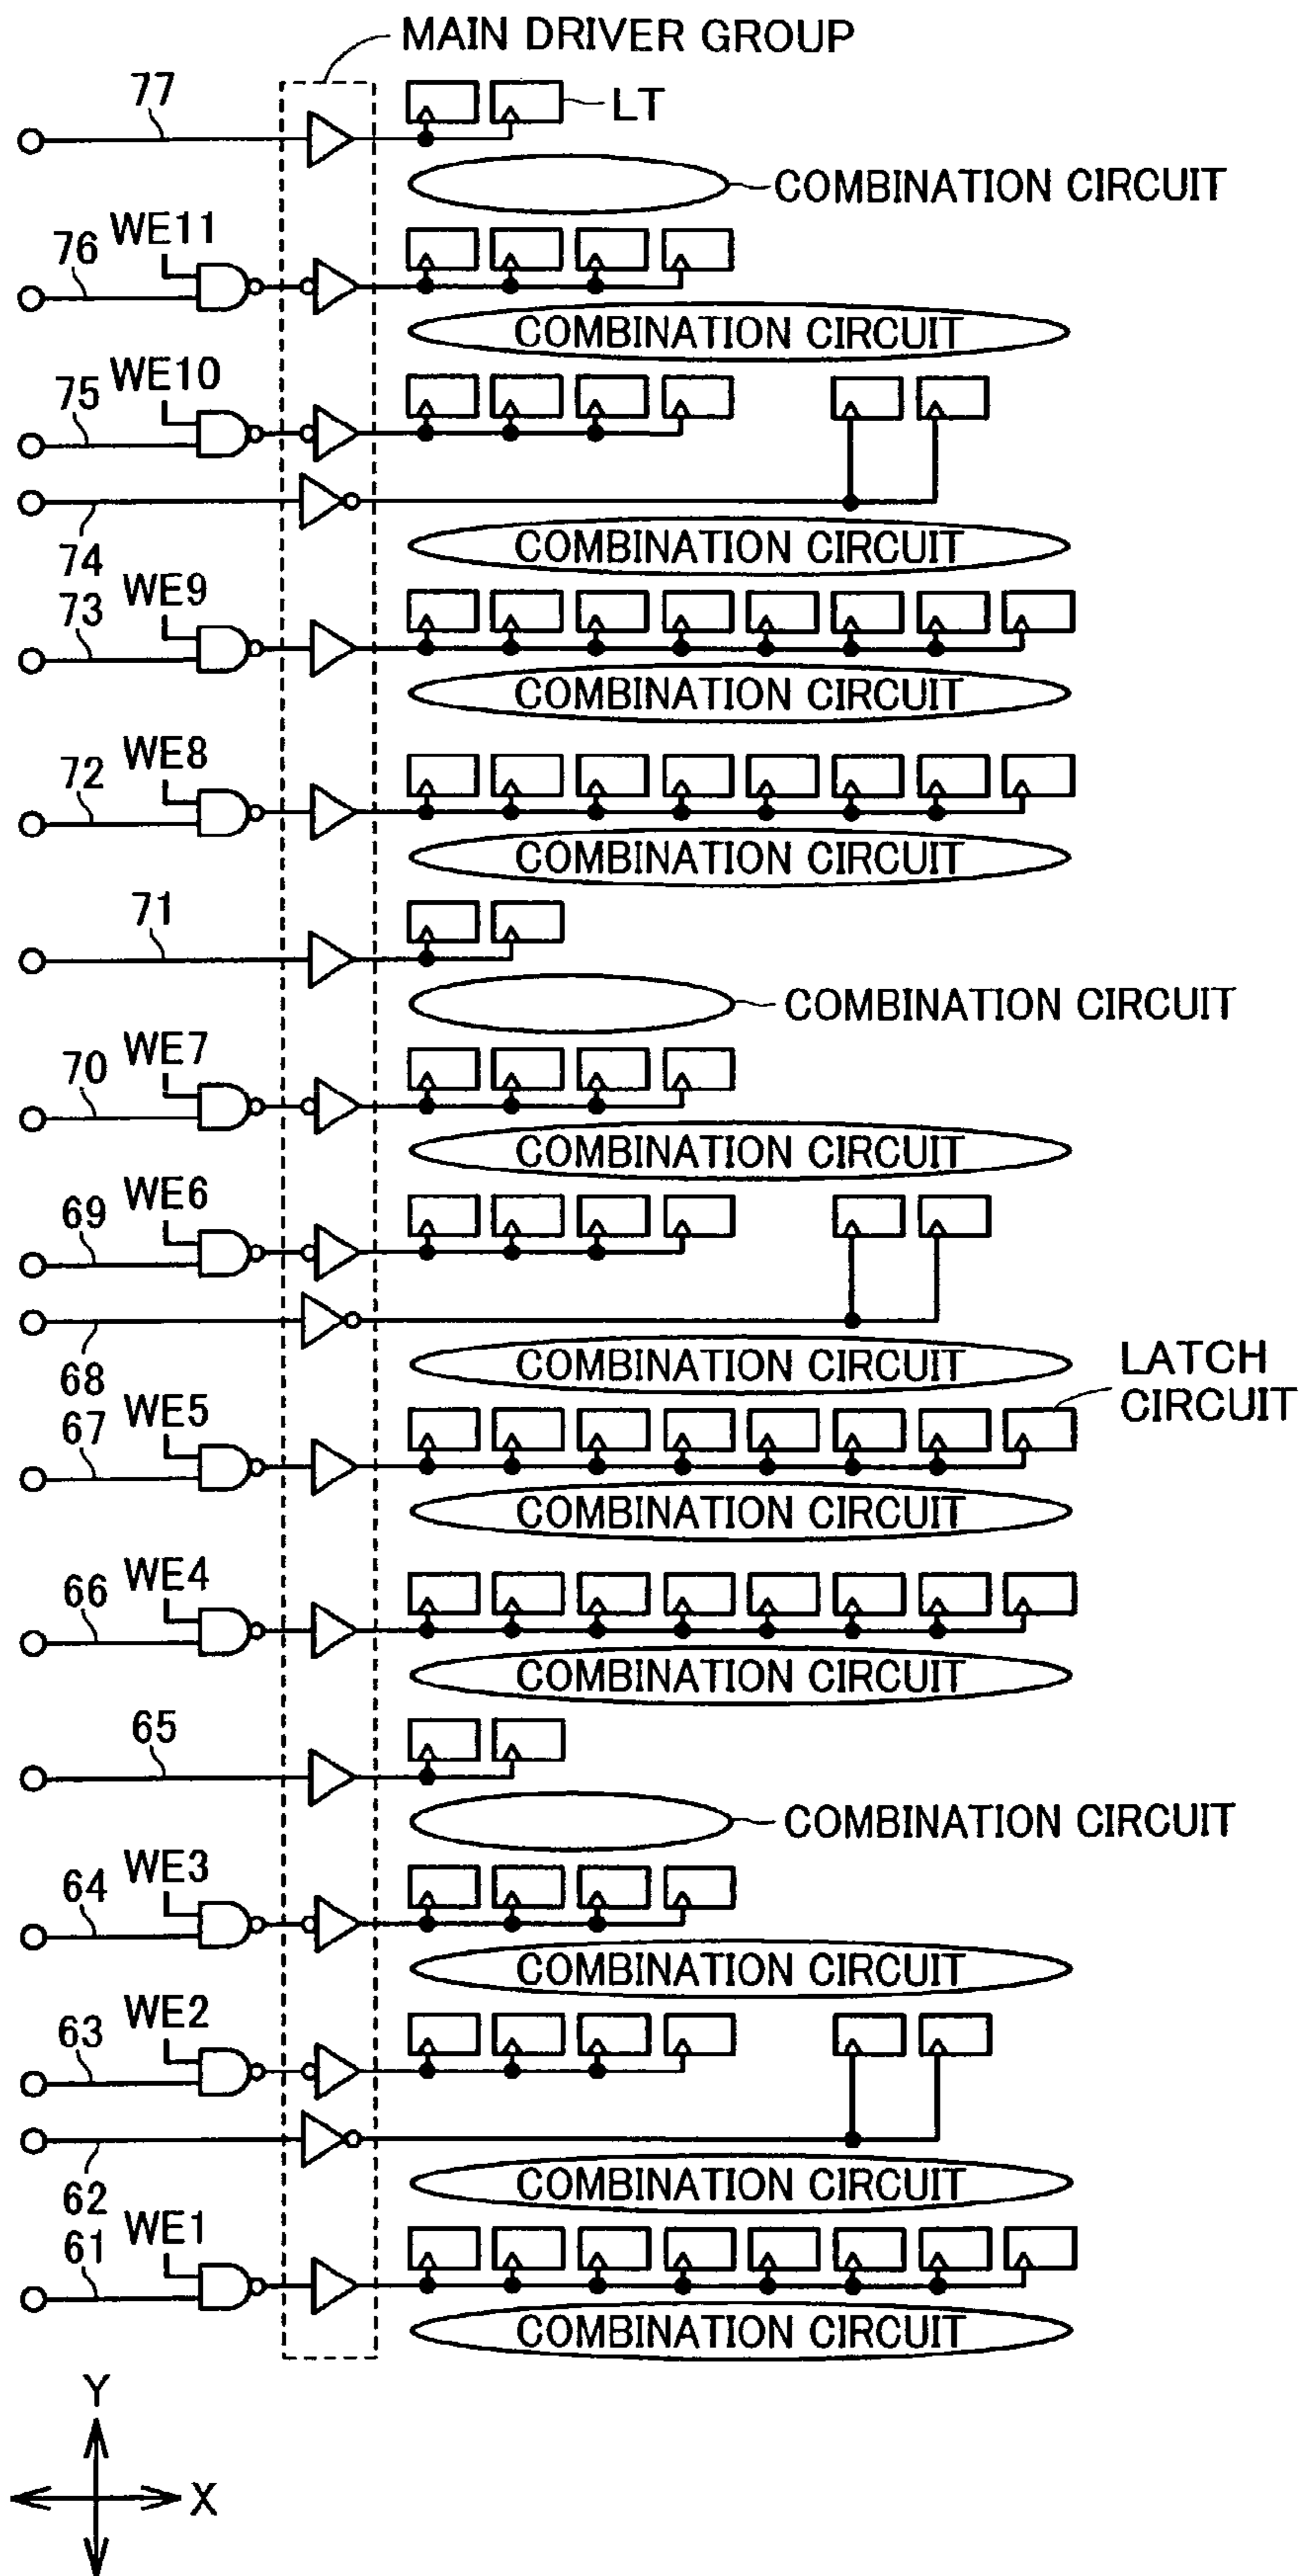 MAIN DRIVER GROUP
77
LT
COMBINATION CIRCUIT
WE11
76
COMBINATION CIRCUIT
WE10
75
74
COMBINATION CIRCUIT
WE9
73
COMBINATION CIRCUIT
WE8
72
COMBINATION CIRCUIT
71
COMBINATION CIRCUIT
WE7
70
COMBINATION CIRCUIT
WE6
69
68
COMBINATION CIRCUIT
LATCH
CIRCUIT
WE5
67
COMBINATION CIRCUIT
WE4
66
COMBINATION CIRCUIT
65
COMBINATION CIRCUIT
WE3
64
COMBINATION CIRCUIT
WE2
63
62
COMBINATION CIRCUIT
WE1
61
COMBINATION CIRCUIT
Y
X